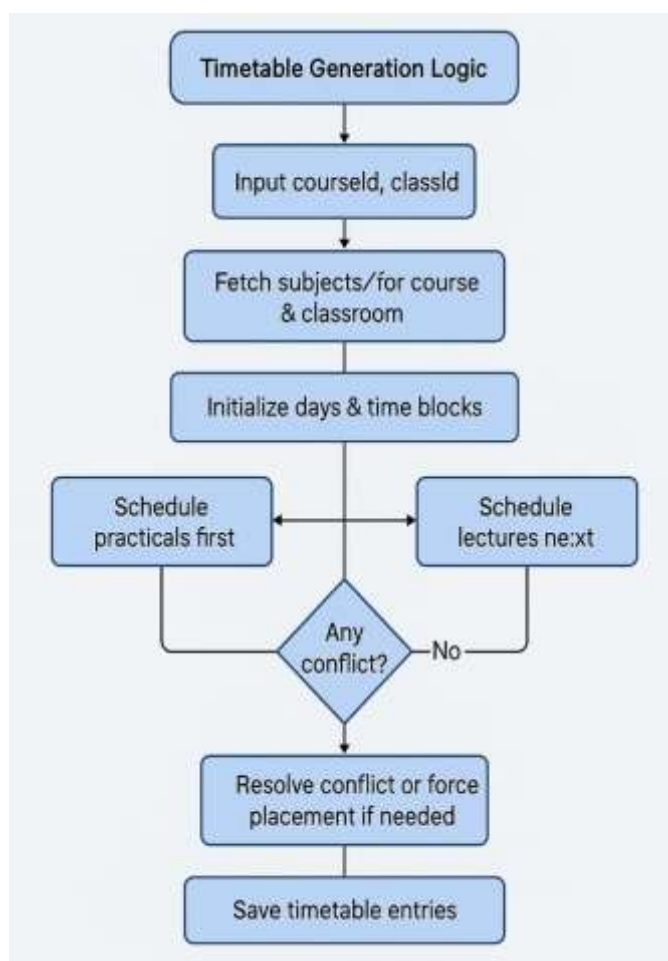 Timetable Generation Logic
Input courseId, classId
Fetch subjects/for course
& classroom
Initialize days & time blocks
Schedule
practicals first
Schedule
lectures ne:xt
Any
conflict?
No
Resolve conflict or force
placement if needed
Save timetable entries